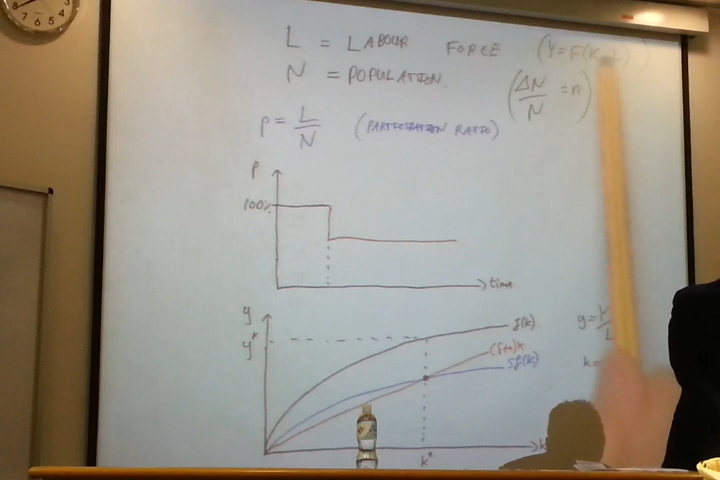 L = LABOUR FORCE (Y = F(K, L))
N = POPULATION. (ΔN/N = n)
p = L/N (PARTICIPATION RATIO)
P
100%
time
y
f(k)
y*
(δ+n)k
sf(k)
y = Y/L
k =
k
k*